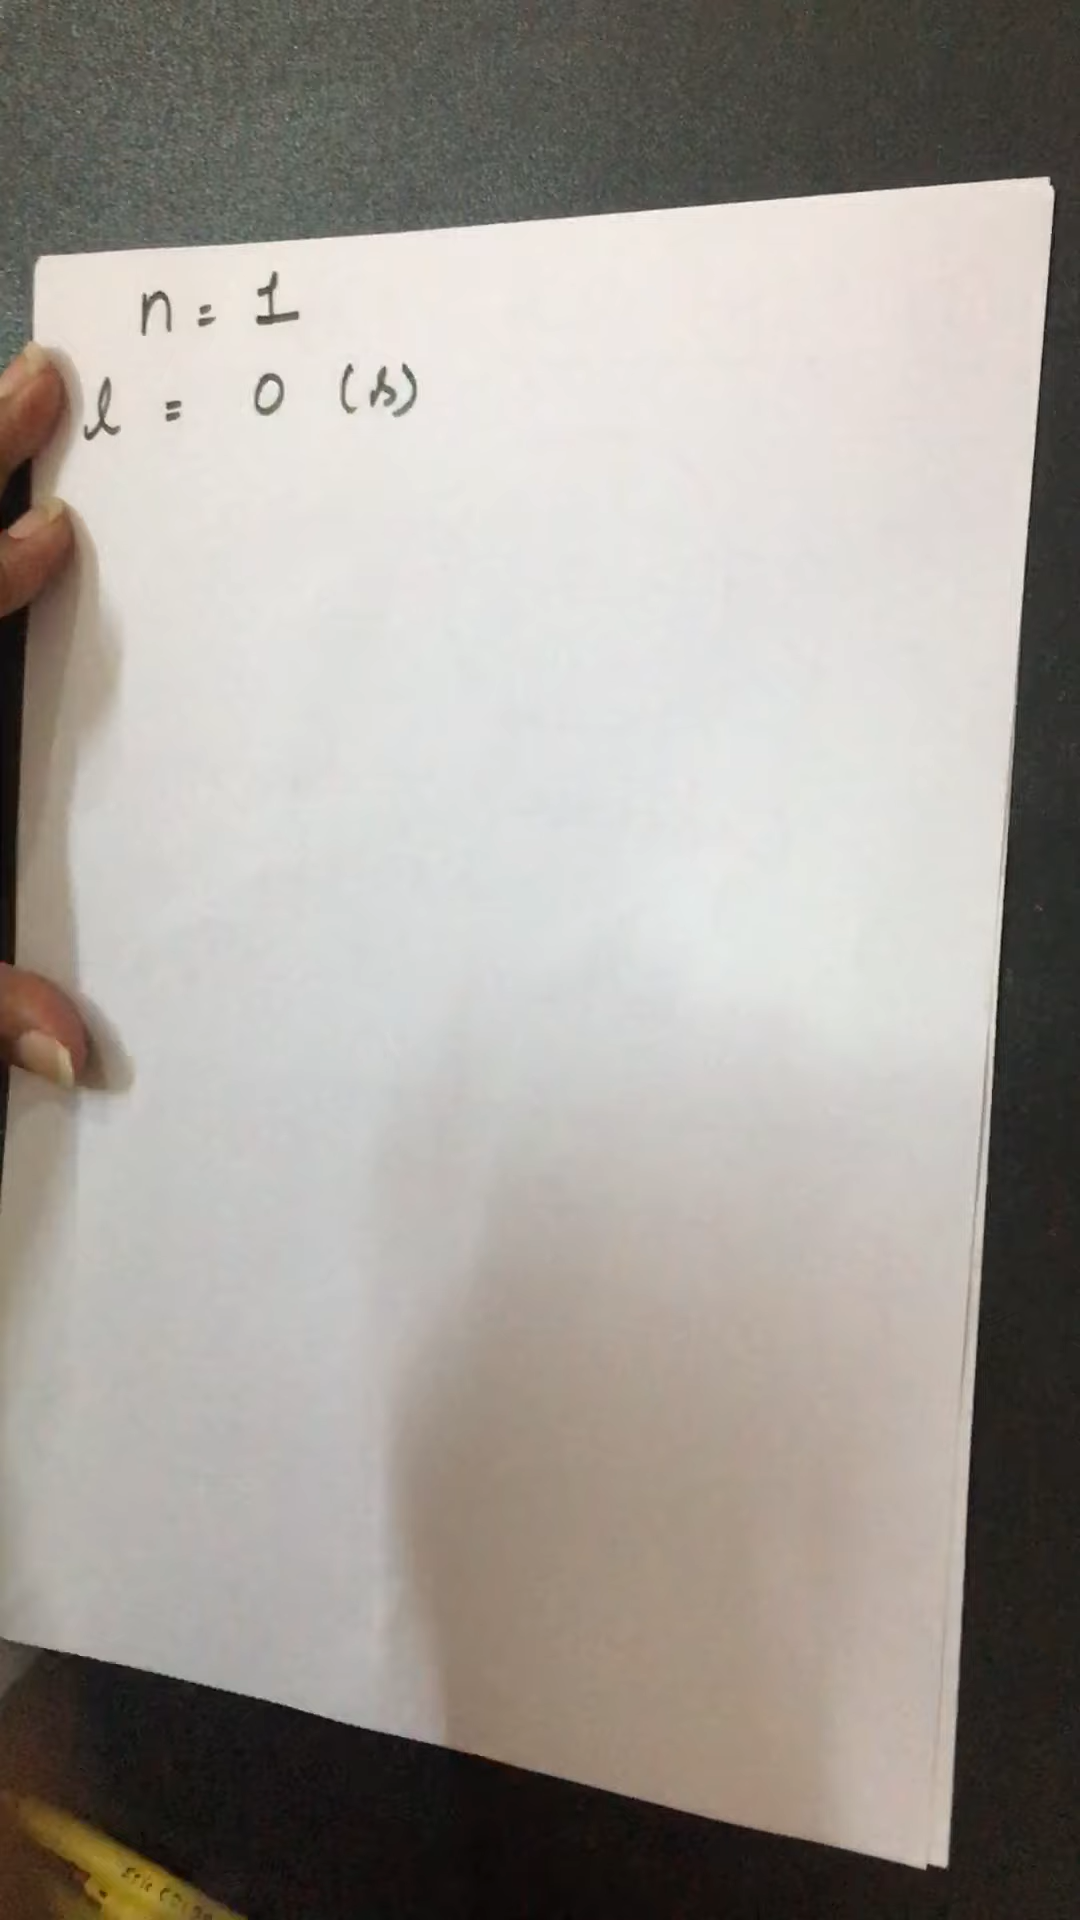 n = 1
l = 0 (s)